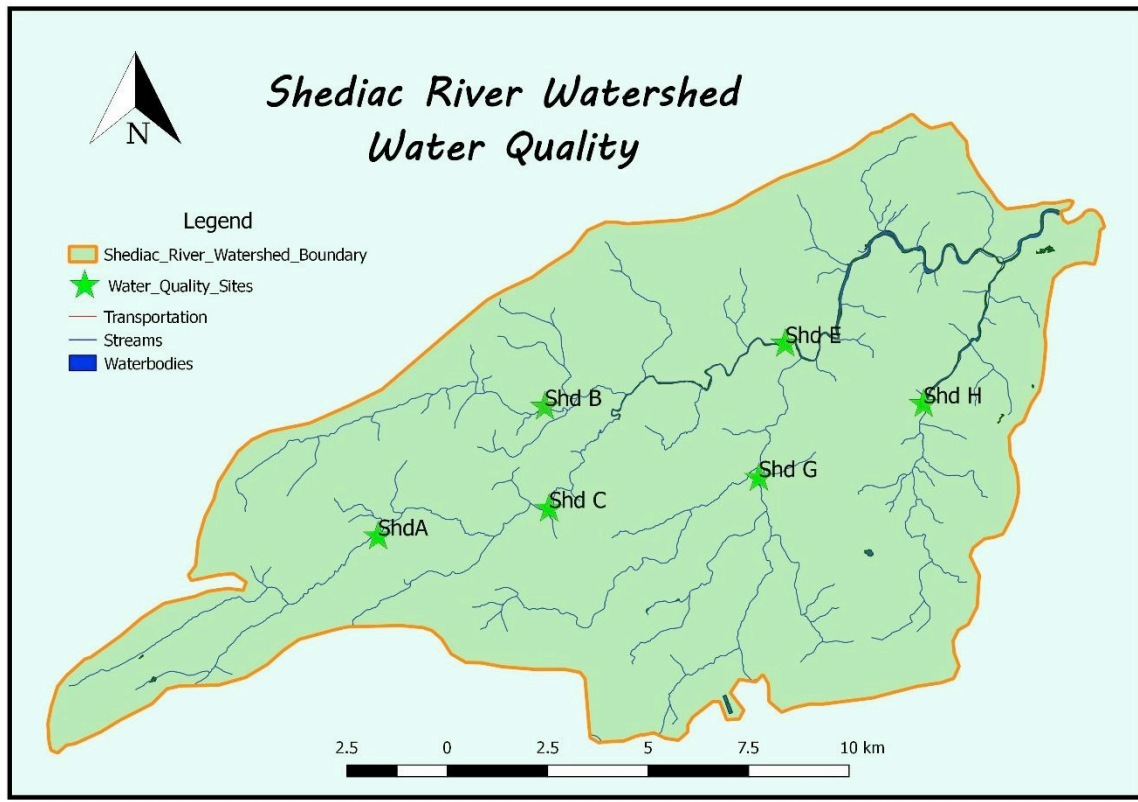 Shediac River Watershed
Water Quality
N
Legend
Shediac_River_Watershed_Boundary
Water_Quality_Sites
Transportation
Streams
Waterbodies
Shd E
Shd B
Shd H
Shd G
Shd C
ShdA
2.5 0 2.5 5 7.5 10 km